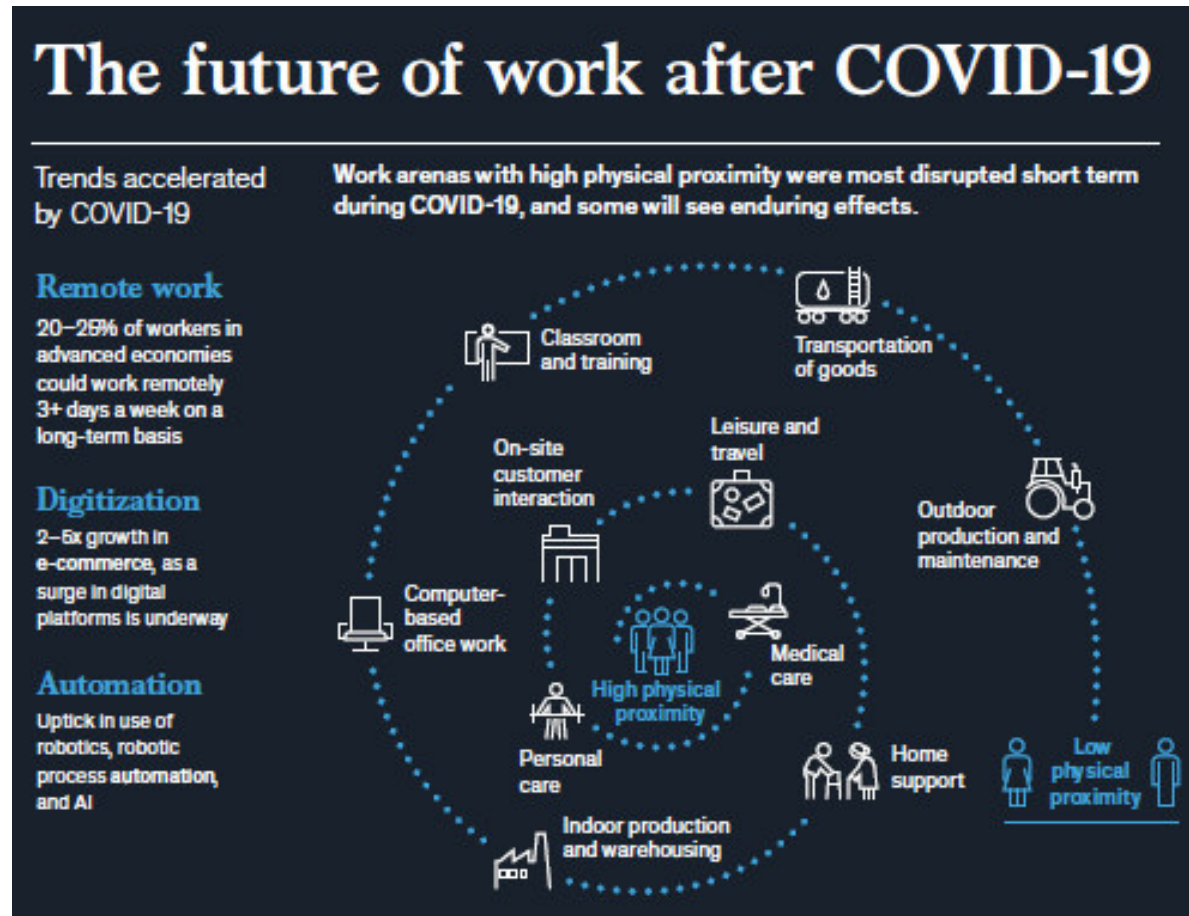 The future of work after COVID-19
Trends accelerated
by COVID-19
Work arenas with high physical proximity were most disrupted short term
during COVID-19, and some will see enduring effects.
Remote work
20–25% of workers in
advanced economies
could work remotely
3+ days a week on a
long-term basis
Digitization
2–5x growth in
e-commerce, as a
surge in digital
platforms is underway
Automation
Uptick in use of
robotics, robotic
process automation,
and AI
Classroom
and training
Transportation
of goods
On-site
customer
interaction
Leisure and
travel
Outdoor
production and
maintenance
Computer-
based
office work
Medical
care
High physical
proximity
Personal
care
Home
support
Low
physical
proximity
Indoor production
and warehousing